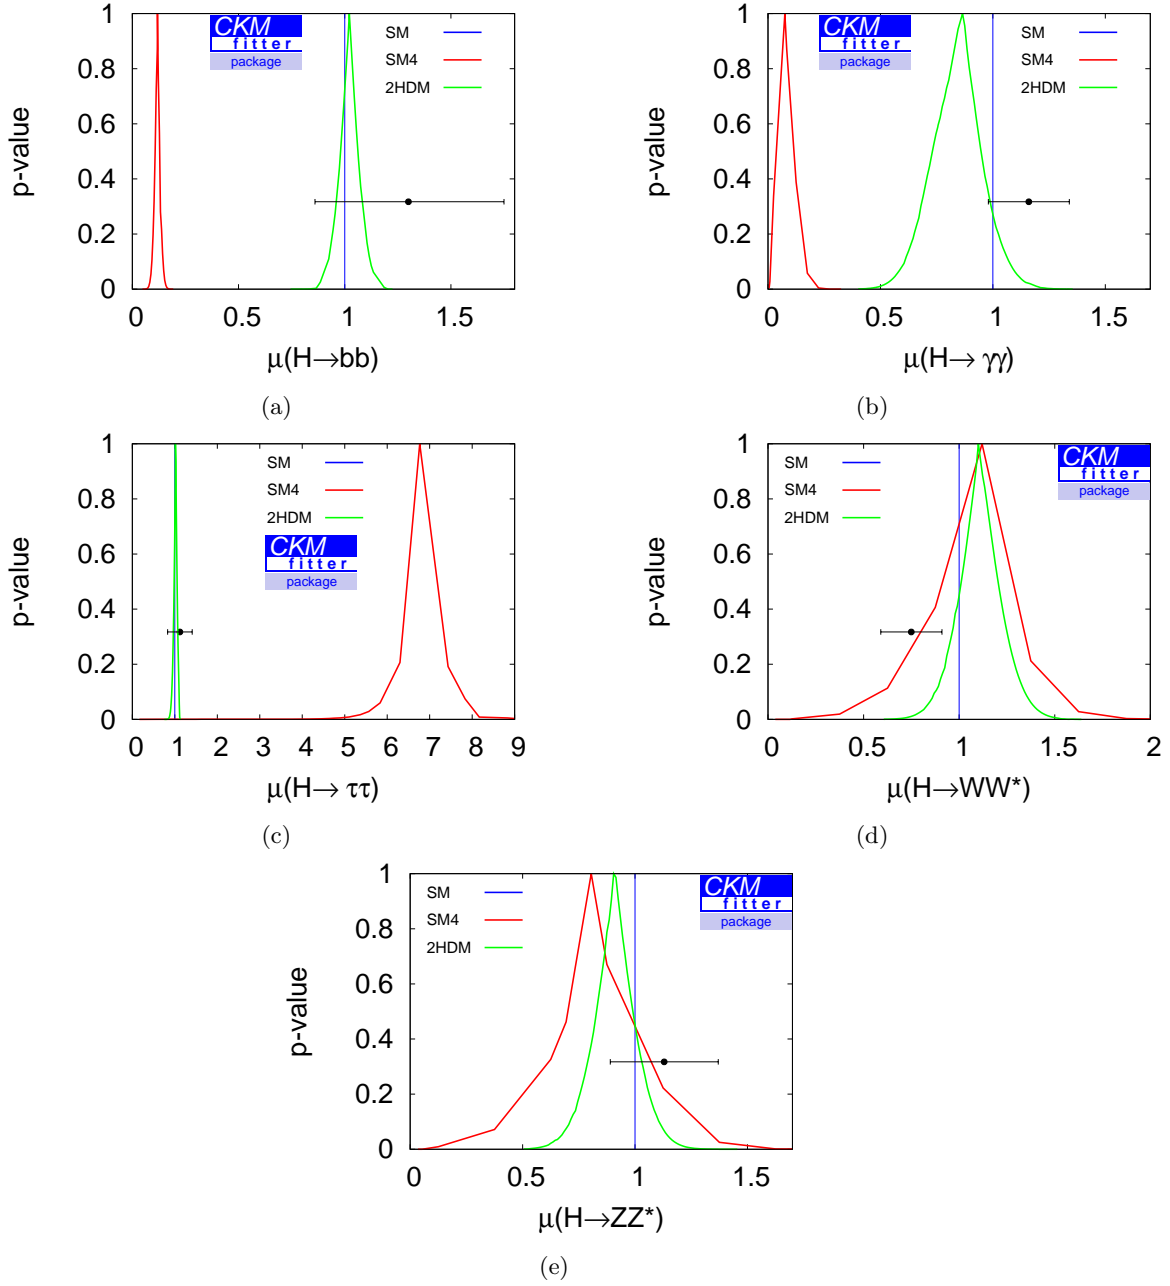 1
0.8
0.6
0.4
0.2
0
p-value
CKM
fitter
package
SM
SM4
2HDM
0 0.5 1 1.5
μ(H→bb)
(a)
1
0.8
0.6
0.4
0.2
0
p-value
CKM
fitter
package
SM
SM4
2HDM
0 0.5 1 1.5
μ(H→ γγ)
(b)
1
0.8
0.6
0.4
0.2
0
p-value
SM
SM4
2HDM
CKM
fitter
package
0 1 2 3 4 5 6 7 8 9
μ(H→ ττ)
(c)
1
0.8
0.6
0.4
0.2
0
p-value
SM
SM4
2HDM
CKM
fitter
package
0 0.5 1 1.5 2
μ(H→WW*)
(d)
1
0.8
0.6
0.4
0.2
0
p-value
SM
SM4
2HDM
CKM
fitter
package
0 0.5 1 1.5
μ(H→ZZ*)
(e)